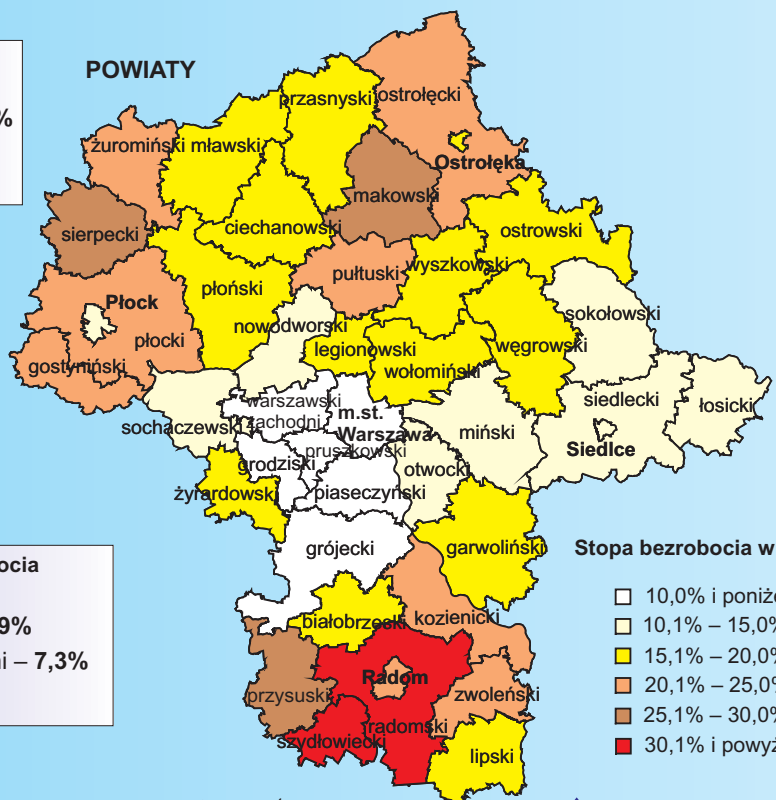 POWIATY
%
przasnyski
ostrołęcki
żuromiński
mławski
Ostrołęka
makowski
sierpecki
ciechanowski
ostrowski
wyszkowski
pułtuski
płoński
Płock
sokołowski
nowodworski
płocki
legionowski
węgrowski
gostyniński
wołomiński
warszawski
zachodni
m.st.
Warszawa
siedlecki
łosicki
sochaczewski
miński
Siedlce
pruszkowski
grodziski
otwocki
żyrardowski
piaseczyński
grójecki
garwoliński
białobrzeski
kozienicki
Radom
przysuski
zwoleński
radomski
szydłowiecki
lipski
ocia
9%
i – 7,3%
Stopa bezrobocia w
10,0% i poniże
10,1% – 15,0%
15,1% – 20,0%
20,1% – 25,0%
25,1% – 30,0%
30,1% i powyż